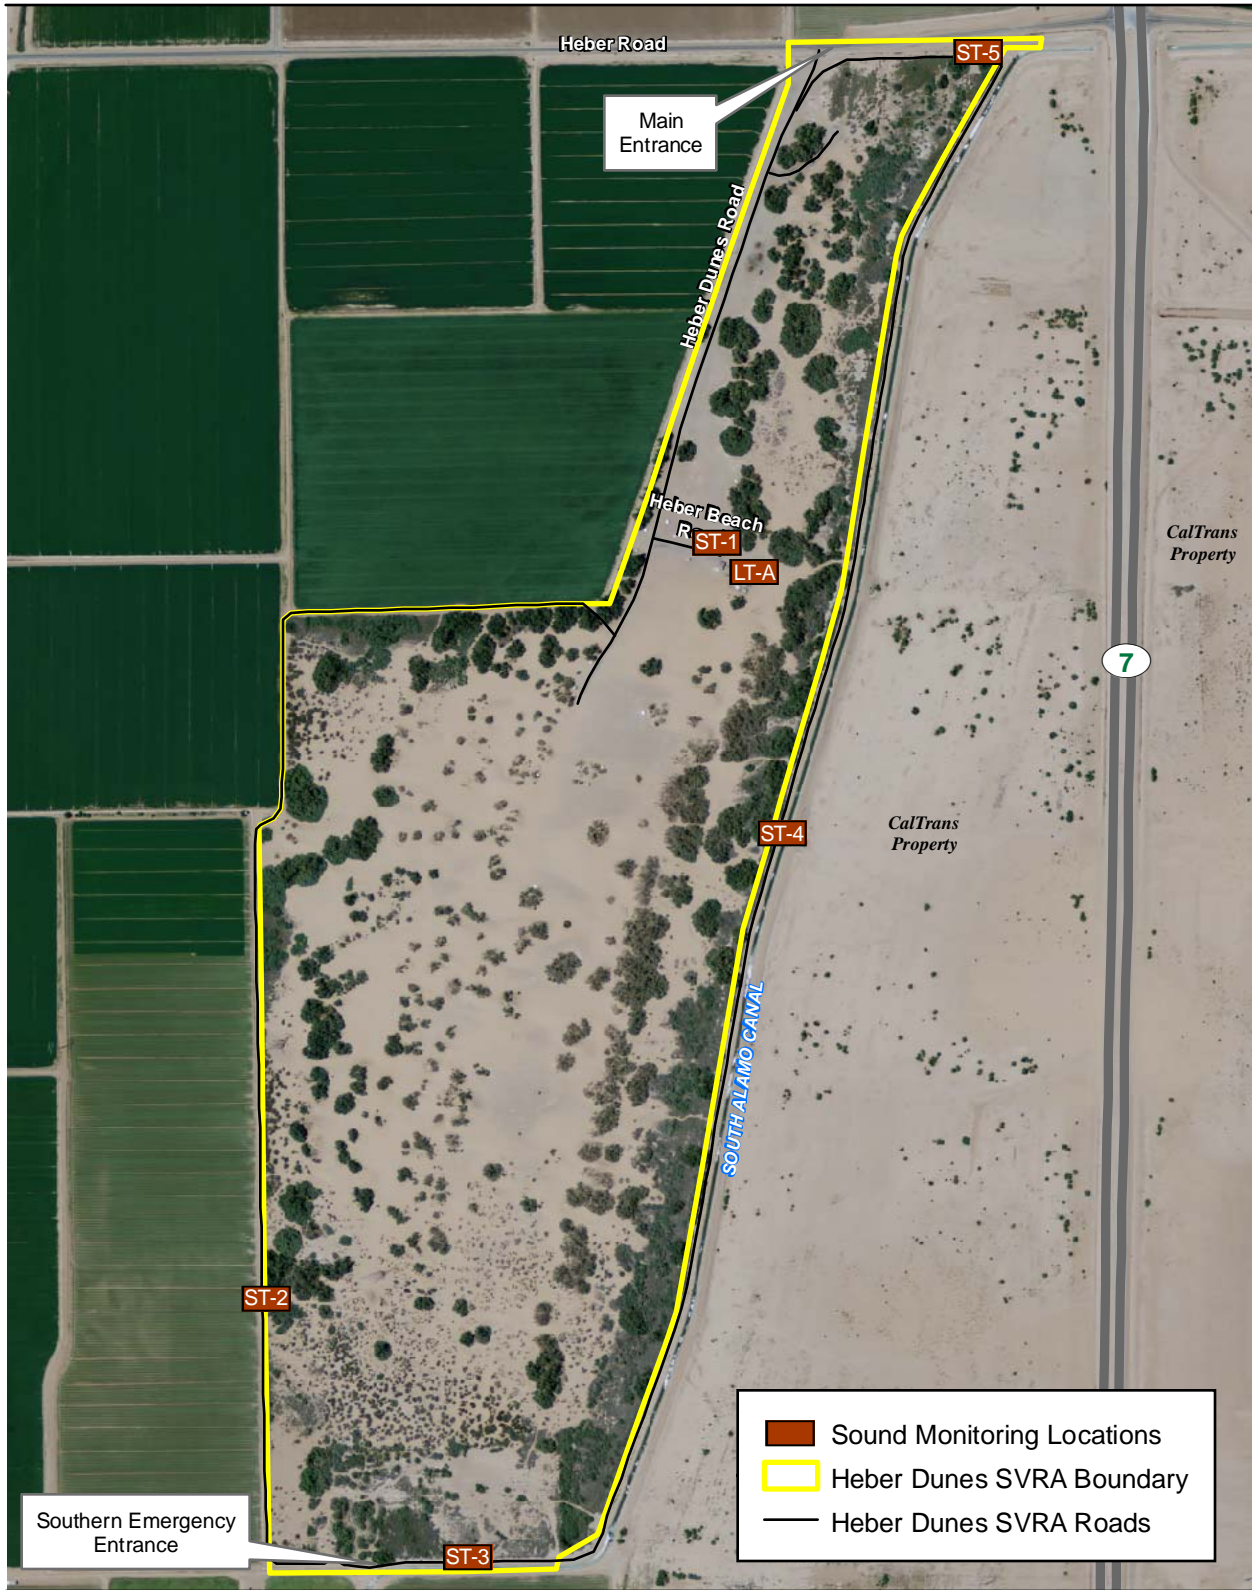 Heber Road
ST-5
Main
Entrance
Heber Dunes Road
Heber Beach
ST-1
LT-A
CalTrans
Property
7
ST-4
CalTrans
Property
SOUTH ALAMO CANAL
ST-2
Sound Monitoring Locations
Heber Dunes SVRA Boundary
Heber Dunes SVRA Roads
Southern Emergency
Entrance
ST-3